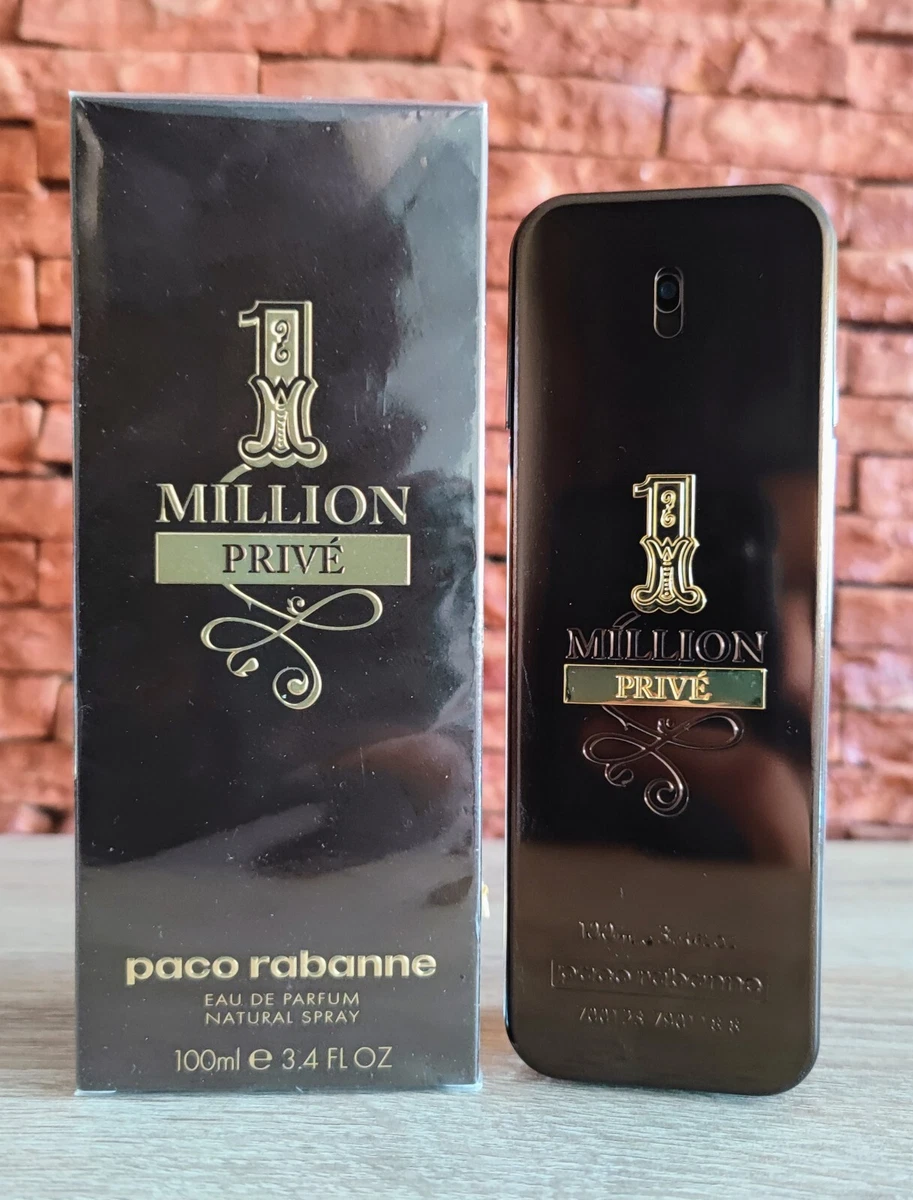 1
MILLION
PRIVÉ
paco rabanne
EAU DE PARFUM
NATURAL SPRAY
100ml e 3.4 FL OZ
1
MILLION
PRIVÉ
paco rabanne